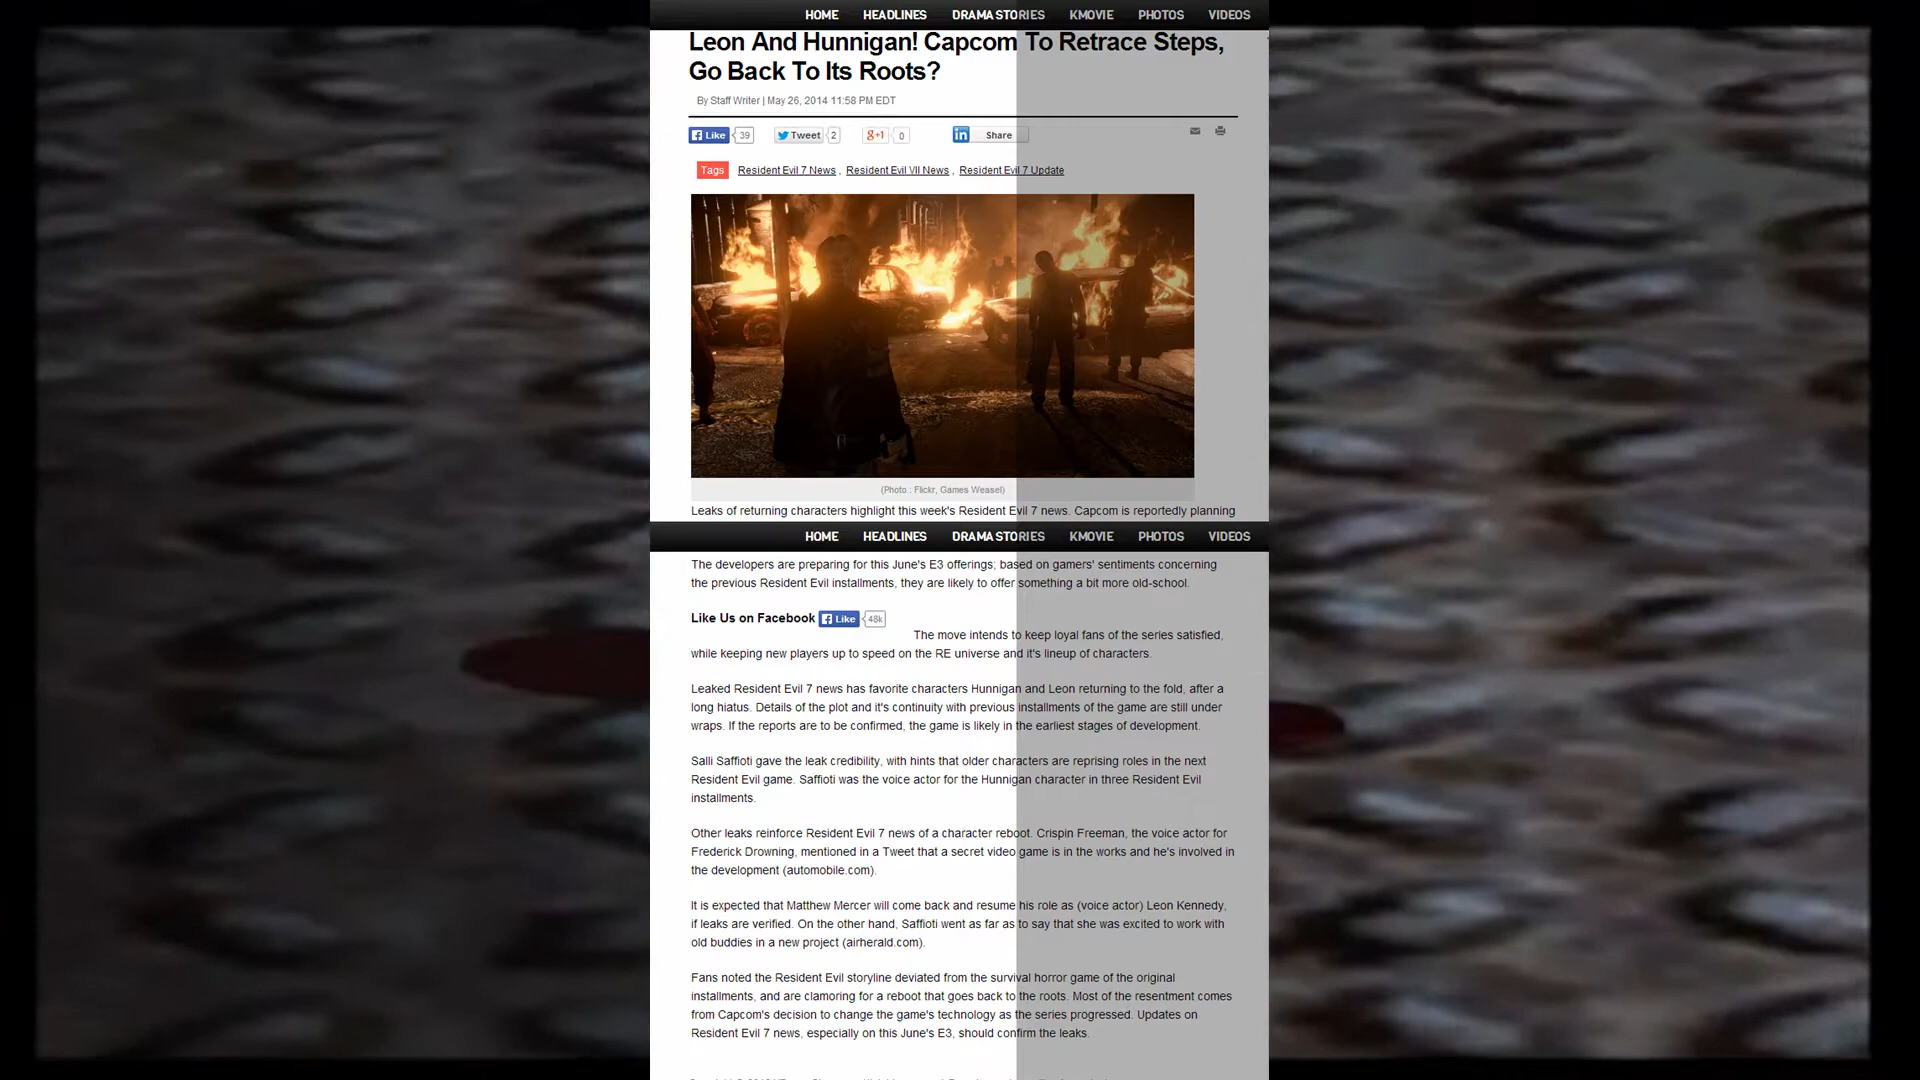 HOME HEADLINES DRAMA STORIES KMOVIE PHOTOS VIDEOS
Leon And Hunnigan! Capcom To Retrace Steps,
Go Back To Its Roots?
By Staff Writer | May 26, 2014 11:58 PM EDT
Like 39 Tweet 2 g+1 0 in Share
Tags Resident Evil 7 News , Resident Evil VII News , Resident Evil 7 Update
(Photo : Flickr, Games Weasel)
Leaks of returning characters highlight this week's Resident Evil 7 news. Capcom is reportedly planning
HOME HEADLINES DRAMA STORIES KMOVIE PHOTOS VIDEOS
The developers are preparing for this June's E3 offerings; based on gamers' sentiments concerning
the previous Resident Evil installments, they are likely to offer something a bit more old-school.
Like Us on Facebook Like 48k
The move intends to keep loyal fans of the series satisfied,
while keeping new players up to speed on the RE universe and it's lineup of characters.
Leaked Resident Evil 7 news has favorite characters Hunnigan and Leon returning to the fold, after a
long hiatus. Details of the plot and it's continuity with previous installments of the game are still under
wraps. If the reports are to be confirmed, the game is likely in the earliest stages of development.
Salli Saffioti gave the leak credibility, with hints that older characters are reprising roles in the next
Resident Evil game. Saffioti was the voice actor for the Hunnigan character in three Resident Evil
installments.
Other leaks reinforce Resident Evil 7 news of a character reboot. Crispin Freeman, the voice actor for
Frederick Drowning, mentioned in a Tweet that a secret video game is in the works and he's involved in
the development (automobile.com).
It is expected that Matthew Mercer will come back and resume his role as (voice actor) Leon Kennedy,
if leaks are verified. On the other hand, Saffioti went as far as to say that she was excited to work with
old buddies in a new project (airherald.com).
Fans noted the Resident Evil storyline deviated from the survival horror game of the original
installments, and are clamoring for a reboot that goes back to the roots. Most of the resentment comes
from Capcom's decision to change the game's technology as the series progressed. Updates on
Resident Evil 7 news, especially on this June's E3, should confirm the leaks.